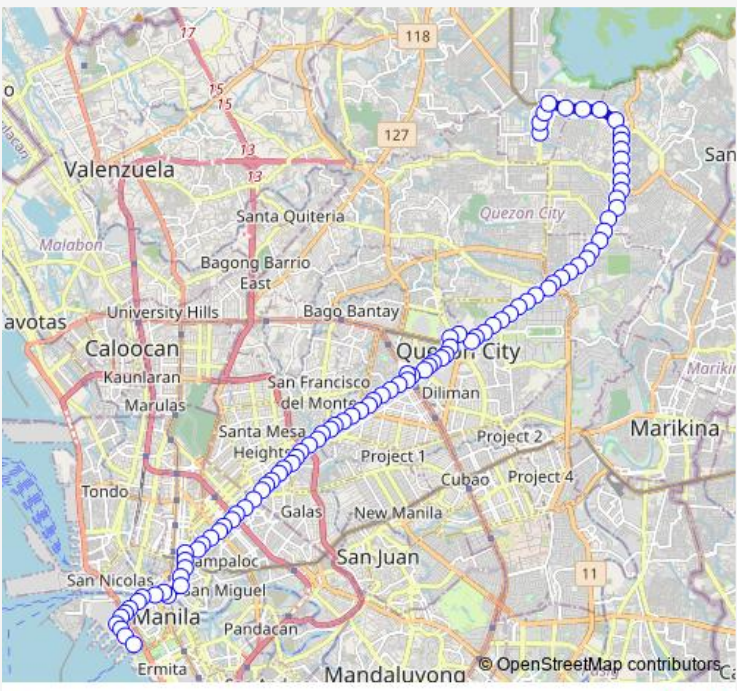 17
118
o
15
15
127
13
13
Valenzuela
San
Santa Quiteria
Quezon City
Malabon
Bagong Barrio
East
University Hills
Bago Bantay
avotas
Caloocan
Quezon City
Kaunlaran
San Francisco
del Monte
Diliman
Marulas
Santa Mesa
Heights
Project 2
Marikina
Project 1
Cubao
Project 4
Tondo
Galas
New Manila
San Juan
ampaloc
San Nicolas
San Miguel
11
Manila
Pandacan
Ermita
Mandaluyong
© OpenStreetMap contributors